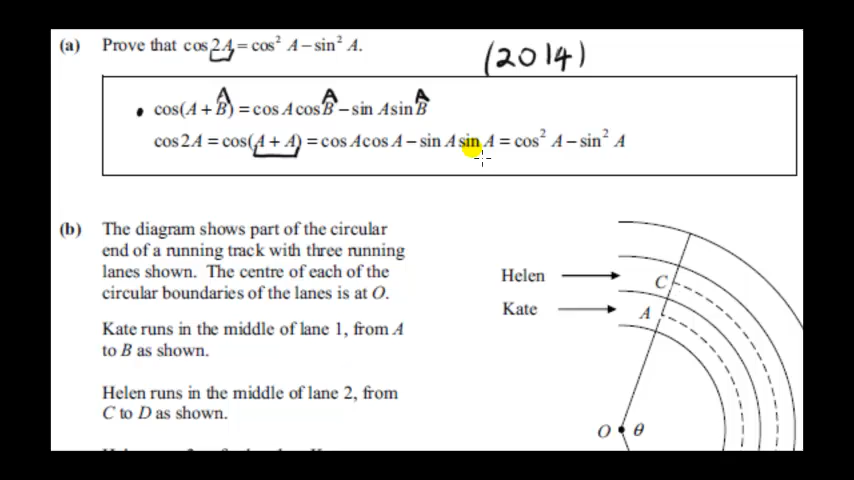 (a) Prove that cos 2A = cos² A − sin² A.
(2014)
A A A
• cos(A + B) = cos A cos B − sin A sin B
cos 2A = cos(A + A) = cos A cos A − sin A sin A = cos² A − sin² A
(b) The diagram shows part of the circular
end of a running track with three running
lanes shown. The centre of each of the
circular boundaries of the lanes is at O.
Kate runs in the middle of lane 1, from A
to B as shown.
Helen runs in the middle of lane 2, from
C to D as shown.
Helen
C
Kate
A
O θ